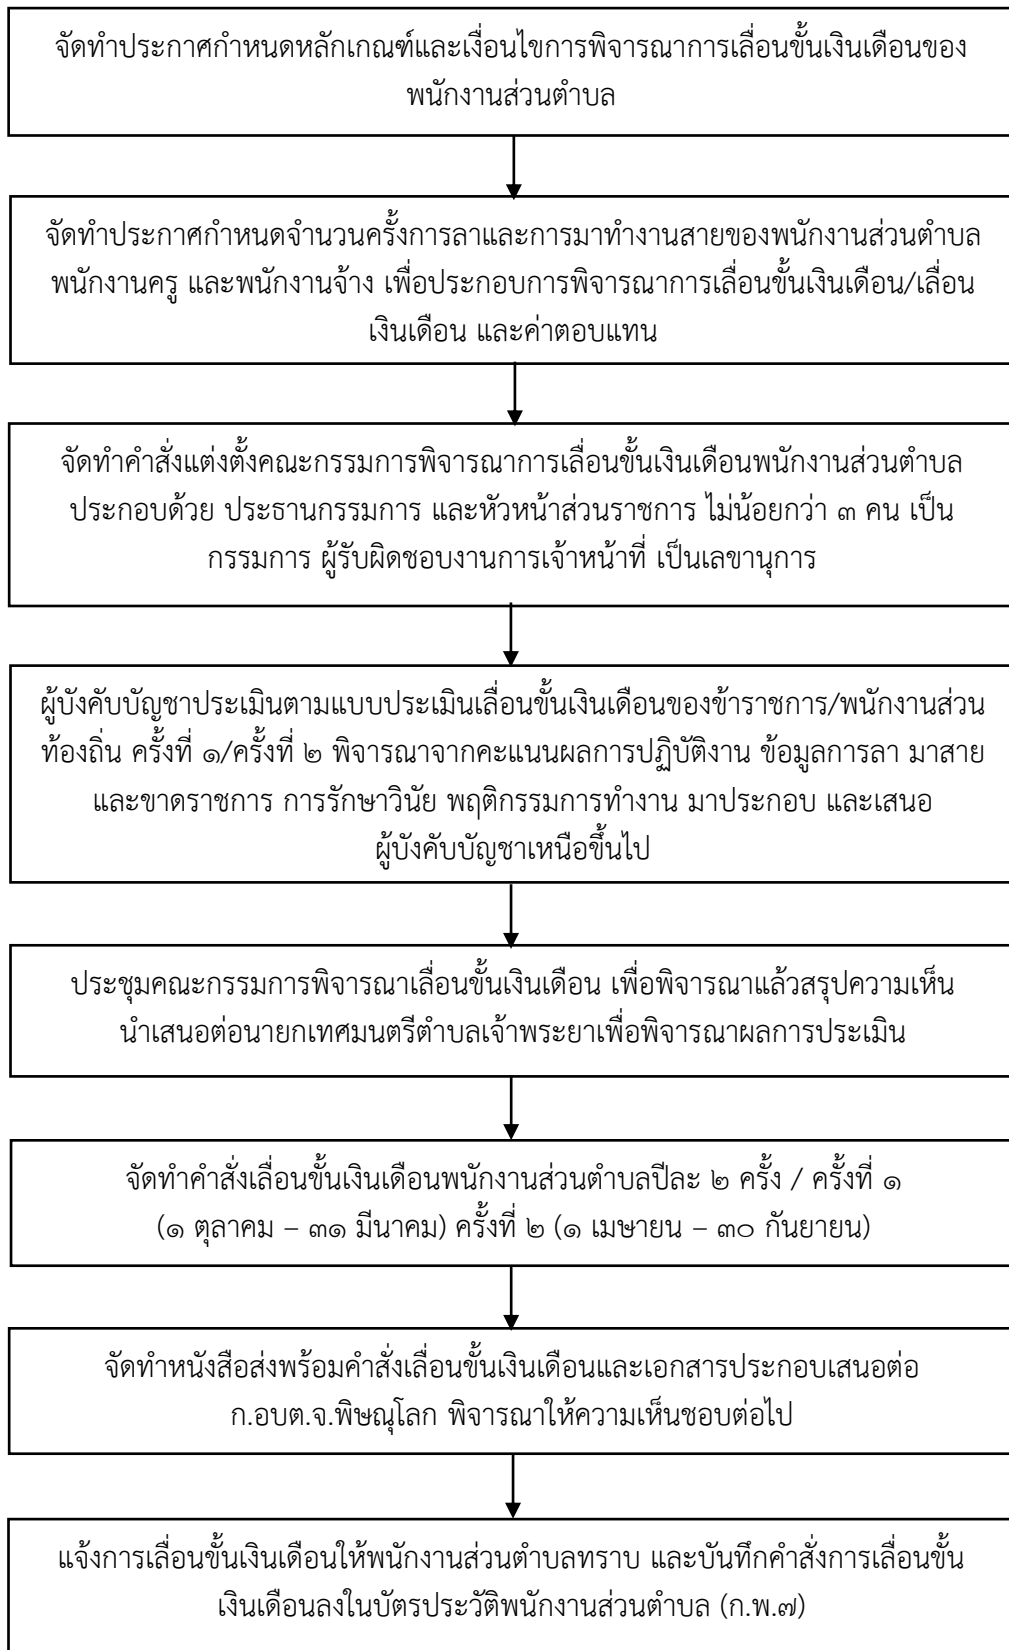 จัดทำประกาศกำหนดหลักเกณฑ์และเงื่อนไขการพิจารณาการเลื่อนขั้นเงินเดือนของ
พนักงานส่วนตำบล
จัดทำประกาศกำหนดจำนวนครั้งการลาและการมาทำงานสายของพนักงานส่วนตำบล
พนักงานครู และพนักงานจ้าง เพื่อประกอบการพิจารณาการเลื่อนขั้นเงินเดือน/เลื่อน
เงินเดือน และค่าตอบแทน
จัดทำคำสั่งแต่งตั้งคณะกรรมการพิจารณาการเลื่อนขั้นเงินเดือนพนักงานส่วนตำบล
ประกอบด้วย ประธานกรรมการ และหัวหน้าส่วนราชการ ไม่น้อยกว่า ๓ คน เป็น
กรรมการ ผู้รับผิดชอบงานการเจ้าหน้าที่ เป็นเลขานุการ
ผู้บังคับบัญชาประเมินตามแบบประเมินเลื่อนขั้นเงินเดือนของข้าราชการ/พนักงานส่วน
ท้องถิ่น ครั้งที่ ๑/ครั้งที่ ๒ พิจารณาจากคะแนนผลการปฏิบัติงาน ข้อมูลการลา มาสาย
และขาดราชการ การรักษาวินัย พฤติกรรมการทำงาน มาประกอบ และเสนอ
ผู้บังคับบัญชาเหนือขึ้นไป
ประชุมคณะกรรมการพิจารณาเลื่อนขั้นเงินเดือน เพื่อพิจารณาแล้วสรุปความเห็น
นำเสนอต่อนายกเทศมนตรีตำบลเจ้าพระยาเพื่อพิจารณาผลการประเมิน
จัดทำคำสั่งเลื่อนขั้นเงินเดือนพนักงานส่วนตำบลปีละ ๒ ครั้ง / ครั้งที่ ๑
(๑ ตุลาคม – ๓๑ มีนาคม) ครั้งที่ ๒ (๑ เมษายน – ๓๐ กันยายน)
จัดทำหนังสือส่งพร้อมคำสั่งเลื่อนขั้นเงินเดือนและเอกสารประกอบเสนอต่อ
ก.อบต.จ.พิษณุโลก พิจารณาให้ความเห็นชอบต่อไป
แจ้งการเลื่อนขั้นเงินเดือนให้พนักงานส่วนตำบลทราบ และบันทึกคำสั่งการเลื่อนขั้น
เงินเดือนลงในบัตรประวัติพนักงานส่วนตำบล (ก.พ.๗)